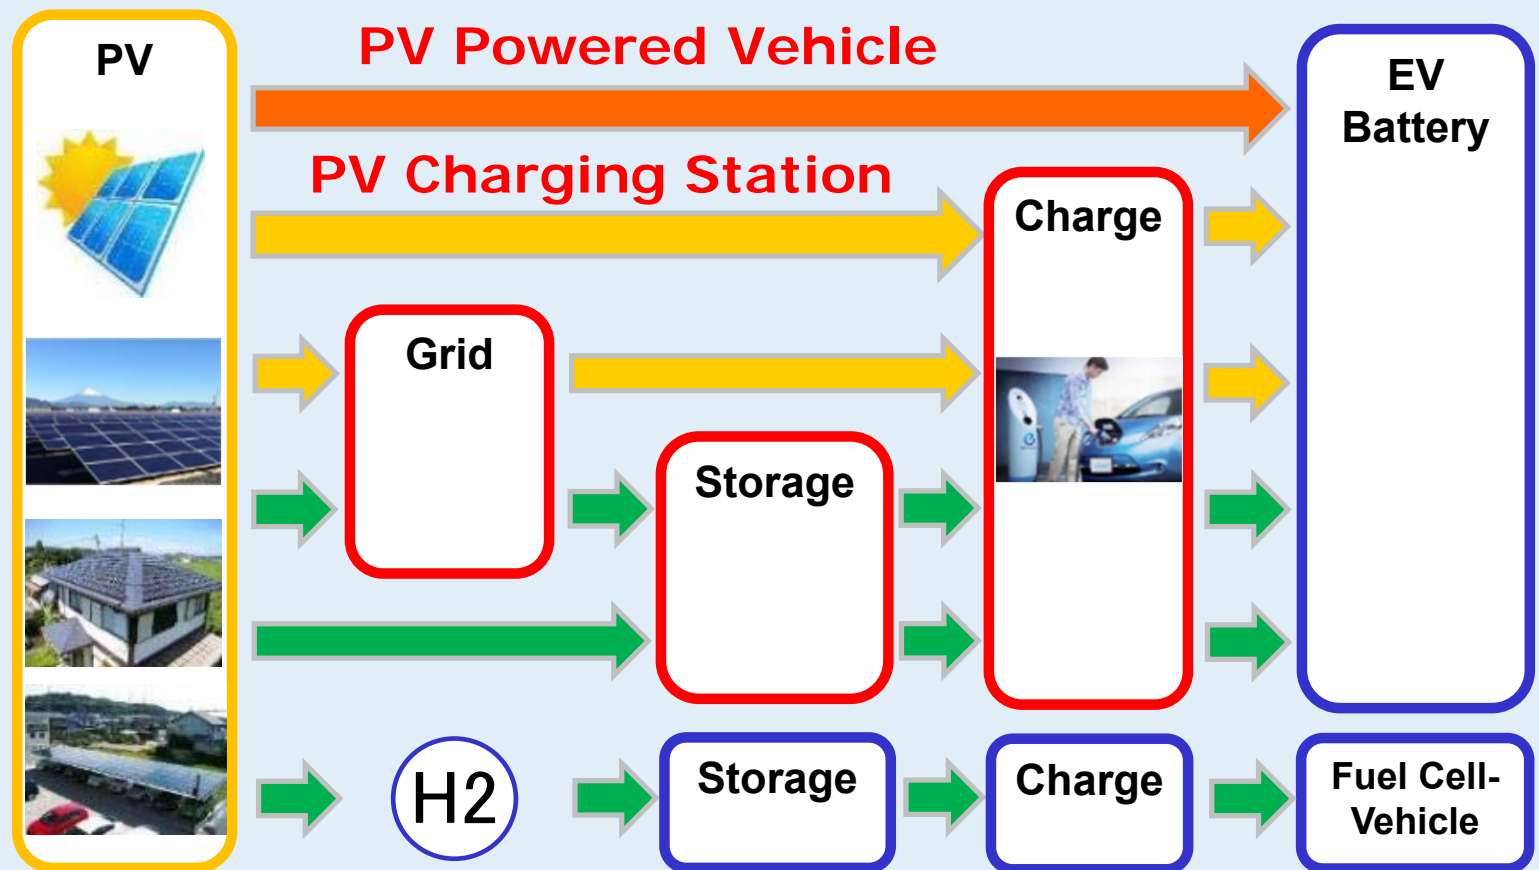 PV
PV Powered Vehicle
EV
Battery
PV Charging Station
Charge
Grid
Storage
H2
Storage
Charge
Fuel Cell-
Vehicle